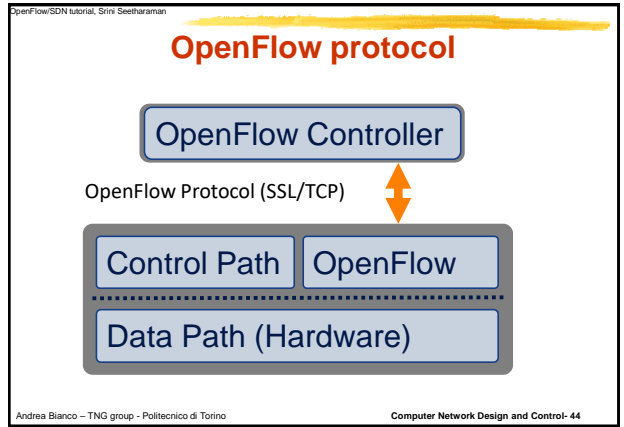 OpenFlow/SDN tutorial, Srini Seetharaman
OpenFlow protocol
OpenFlow Controller
OpenFlow Protocol (SSL/TCP)
Control Path
OpenFlow
Data Path (Hardware)
Andrea Bianco – TNG group - Politecnico di Torino
Computer Network Design and Control- 44